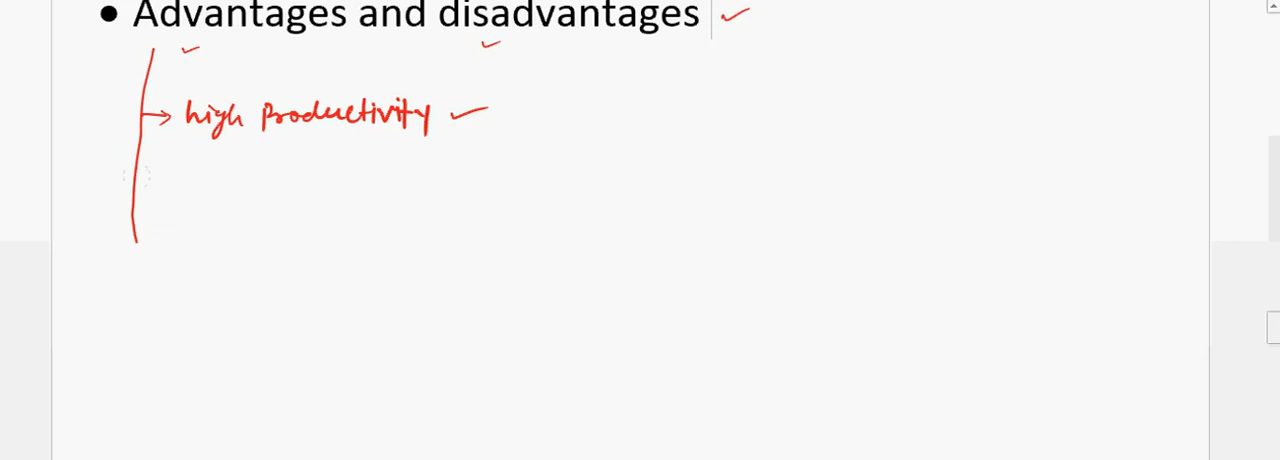 ● Advantages and disadvantages
→ high Productivity